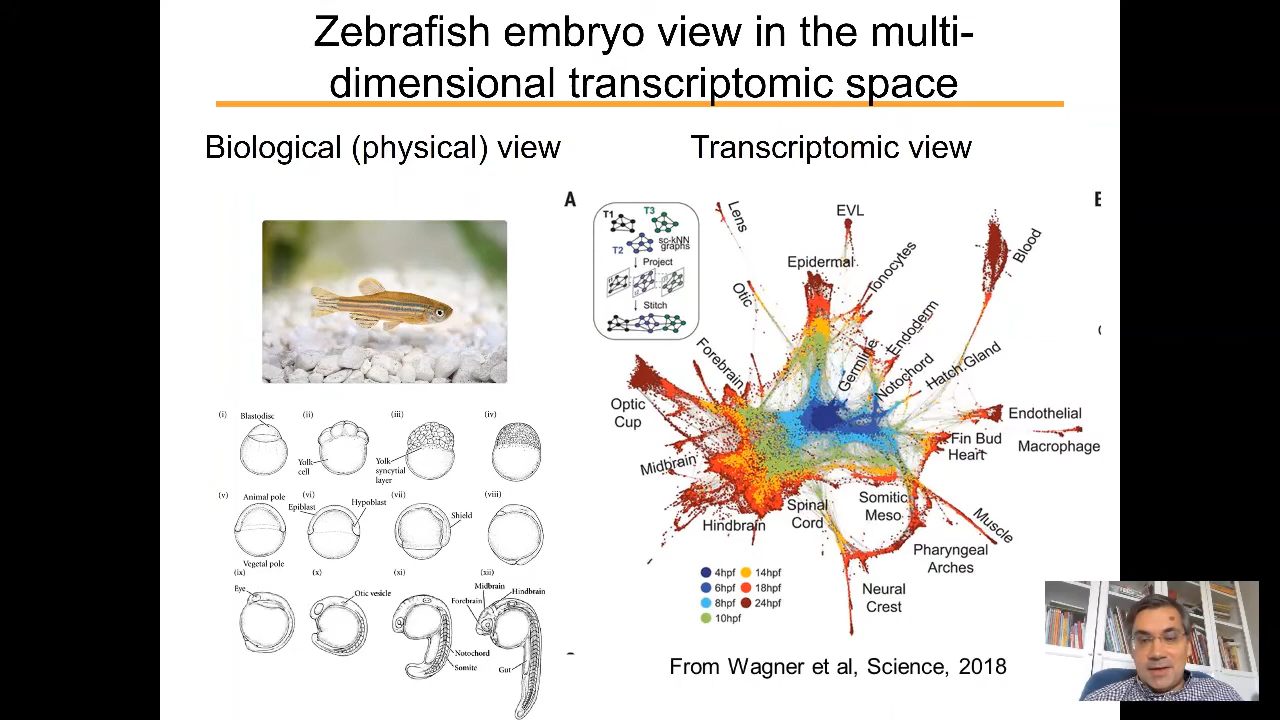 Zebrafish embryo view in the multi-
dimensional transcriptomic space
Biological (physical) view
Transcriptomic view
(i)
Blastodisc
(ii)
Yolk
cell
(iii)
Yolk
syncytial
layer
(iv)
(v)
Animal pole
Epiblast
Vegetal pole
(vi)
Hypoblast
(vii)
Shield
(viii)
(ix)
Eye
(x)
Otic vesicle
(xi)
Notochord
Somite
(xii)
Midbrain
Forebrain
Hindbrain
Gut
A
T1
T3
T2
sc-kNN
graphs
Project
Stitch
Lens
EVL
Epidermal
Ionocytes
Blood
Otic
Endoderm
Germline
Notochord
Hatch Gland
Forebrain
Optic
Cup
Endothelial
Macrophage
Fin Bud
Heart
Midbrain
Hindbrain
Spinal
Cord
Somitic
Meso
Muscle
Pharyngeal
Arches
Neural
Crest
4hpf
6hpf
8hpf
10hpf
14hpf
18hpf
24hpf
From Wagner et al, Science, 2018